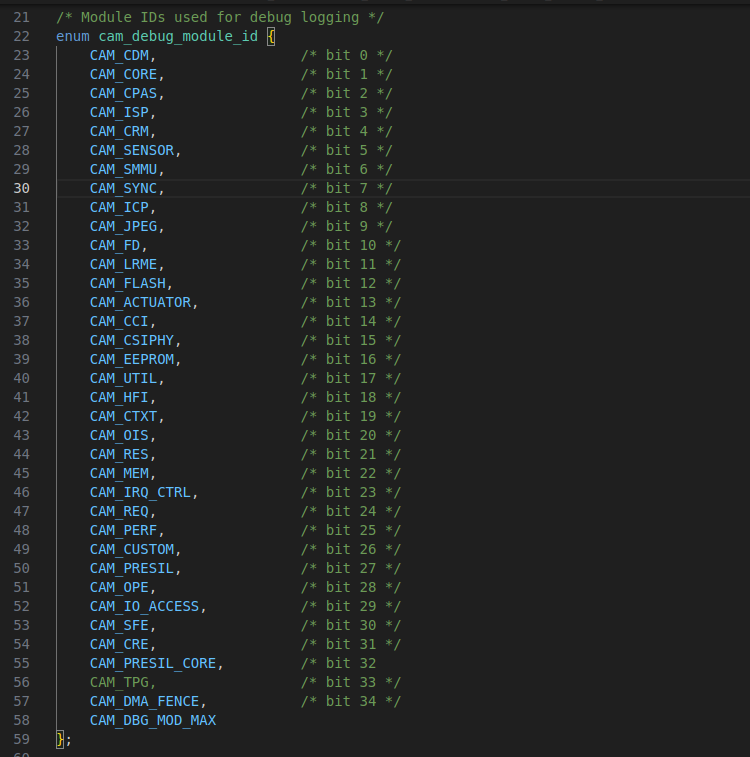 21 /* Module IDs used for debug logging */
22 enum cam_debug_module_id {
23 CAM_CDM, /* bit 0 */
24 CAM_CORE, /* bit 1 */
25 CAM_CPAS, /* bit 2 */
26 CAM_ISP, /* bit 3 */
27 CAM_CRM, /* bit 4 */
28 CAM_SENSOR, /* bit 5 */
29 CAM_SMMU, /* bit 6 */
30 CAM_SYNC, /* bit 7 */
31 CAM_ICP, /* bit 8 */
32 CAM_JPEG, /* bit 9 */
33 CAM_FD, /* bit 10 */
34 CAM_LRME, /* bit 11 */
35 CAM_FLASH, /* bit 12 */
36 CAM_ACTUATOR, /* bit 13 */
37 CAM_CCI, /* bit 14 */
38 CAM_CSIPHY, /* bit 15 */
39 CAM_EEPROM, /* bit 16 */
40 CAM_UTIL, /* bit 17 */
41 CAM_HFI, /* bit 18 */
42 CAM_CTXT, /* bit 19 */
43 CAM_OIS, /* bit 20 */
44 CAM_RES, /* bit 21 */
45 CAM_MEM, /* bit 22 */
46 CAM_IRQ_CTRL, /* bit 23 */
47 CAM_REQ, /* bit 24 */
48 CAM_PERF, /* bit 25 */
49 CAM_CUSTOM, /* bit 26 */
50 CAM_PRESIL, /* bit 27 */
51 CAM_OPE, /* bit 28 */
52 CAM_IO_ACCESS, /* bit 29 */
53 CAM_SFE, /* bit 30 */
54 CAM_CRE, /* bit 31 */
55 CAM_PRESIL_CORE, /* bit 32
56 CAM_TPG, /* bit 33 */
57 CAM_DMA_FENCE, /* bit 34 */
58 CAM_DBG_MOD_MAX
59 };